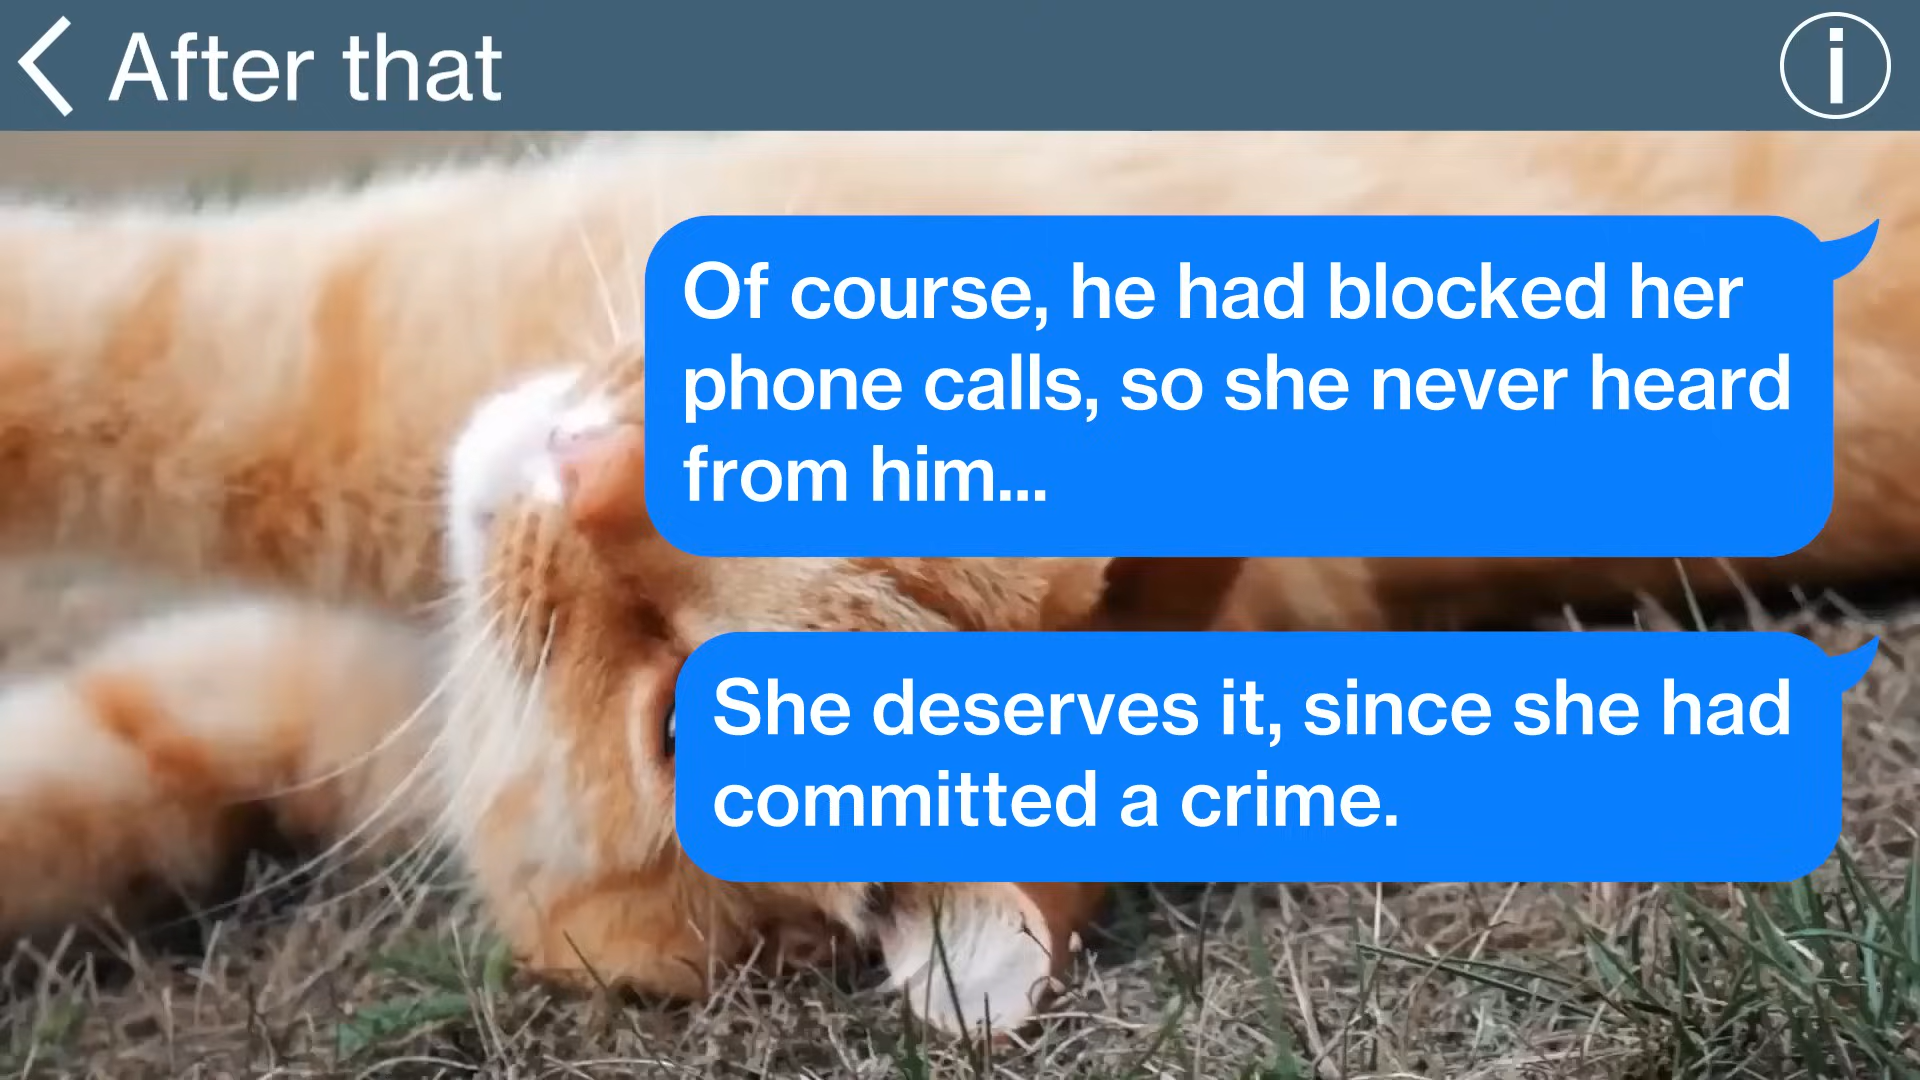 After that
Of course, he had blocked her
phone calls, so she never heard
from him...
She deserves it, since she had
committed a crime.